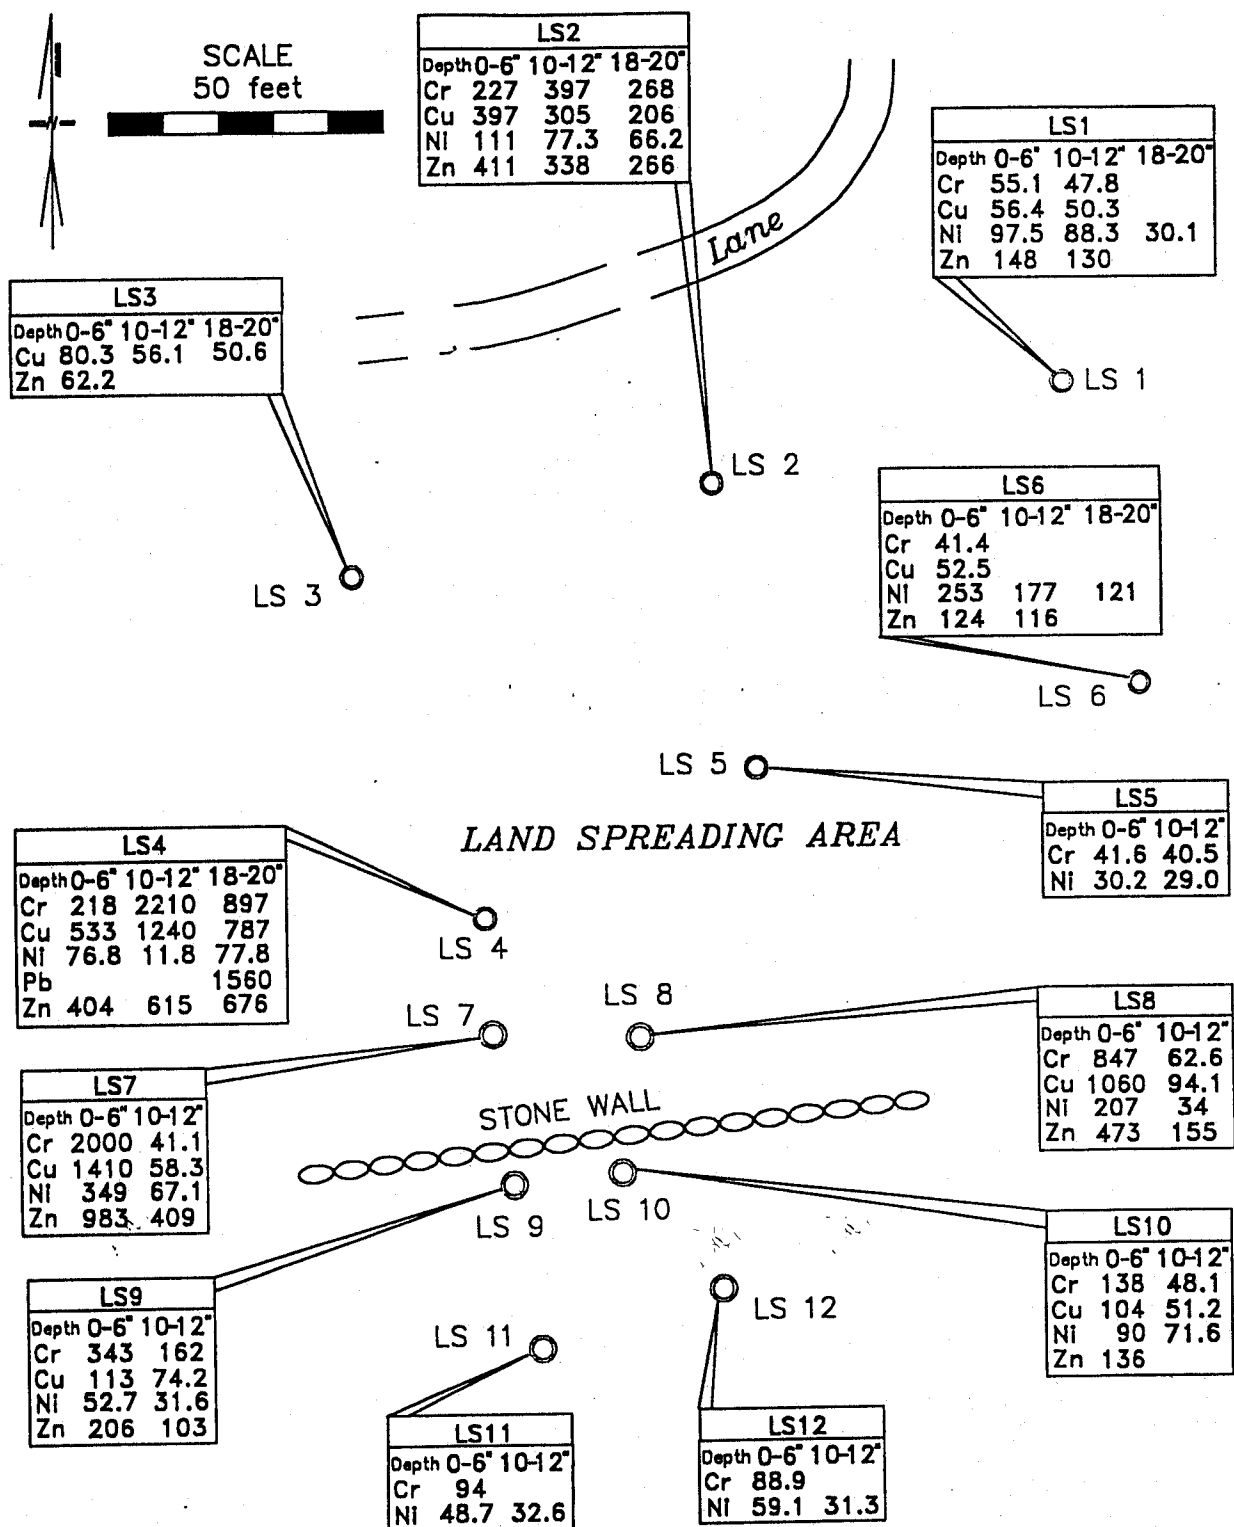 SCALE
50 feet
N
LS2
Depth 0-6" 10-12" 18-20"
Cr 227 397 268
Cu 397 305 206
Ni 111 77.3 66.2
Zn 411 338 266
LS1
Depth 0-6" 10-12" 18-20"
Cr 55.1 47.8
Cu 56.4 50.3
Ni 97.5 88.3 30.1
Zn 148 130
Lane
LS3
Depth 0-6" 10-12" 18-20"
Cu 80.3 56.1 50.6
Zn 62.2
LS 1
LS 2
LS 3
LS6
Depth 0-6" 10-12" 18-20"
Cr 41.4
Cu 52.5
Ni 253 177 121
Zn 124 116
LS 6
LS 5
LS5
Depth 0-6" 10-12"
Cr 41.6 40.5
Ni 30.2 29.0
LAND SPREADING AREA
LS4
Depth 0-6" 10-12" 18-20"
Cr 218 2210 897
Cu 533 1240 787
Ni 76.8 11.8 77.8
Pb 1560
Zn 404 615 676
LS 4
LS 7
LS 8
LS8
Depth 0-6" 10-12"
Cr 847 62.6
Cu 1060 94.1
Ni 207 34
Zn 473 155
LS7
Depth 0-6" 10-12"
Cr 2000 41.1
Cu 1410 58.3
Ni 349 67.1
Zn 983 409
STONE WALL
LS 9
LS 10
LS10
Depth 0-6" 10-12"
Cr 138 48.1
Cu 104 51.2
Ni 90 71.6
Zn 136
LS9
Depth 0-6" 10-12"
Cr 343 162
Cu 113 74.2
Ni 52.7 31.6
Zn 206 103
LS 11
LS 12
LS11
Depth 0-6" 10-12"
Cr 94
Ni 48.7 32.6
LS12
Depth 0-6" 10-12"
Cr 88.9
Ni 59.1 31.3